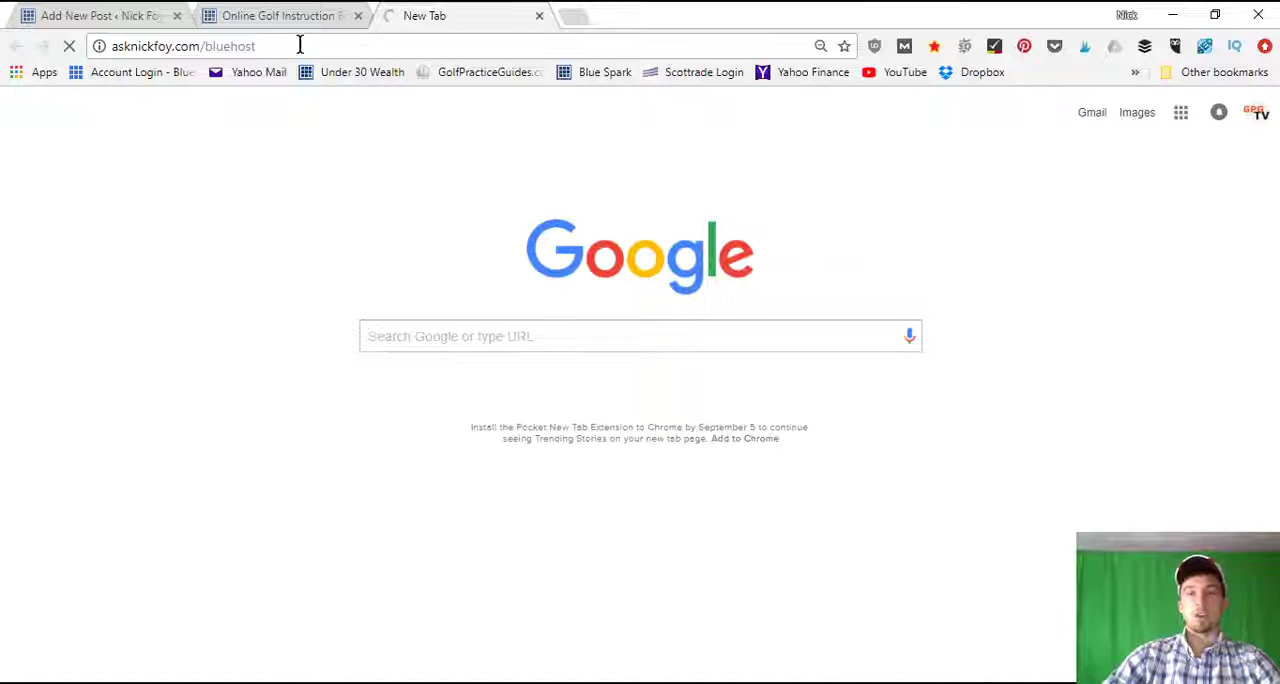 Add New Post ‹ Nick Fo
Online Golf Instruction
New Tab
Nick
asknickfoy.com/bluehost
Apps
Account Login - Blue
Yahoo Mail
Under 30 Wealth
GolfPracticeGuides.c
Blue Spark
Scottrade Login
Yahoo Finance
YouTube
Dropbox
»
Other bookmarks
Gmail
Images
GPG
TV
Google
Search Google or type URL
Install the Pocket New Tab Extension to Chrome by September 5 to continue
seeing Trending Stories on your new tab page. Add to Chrome